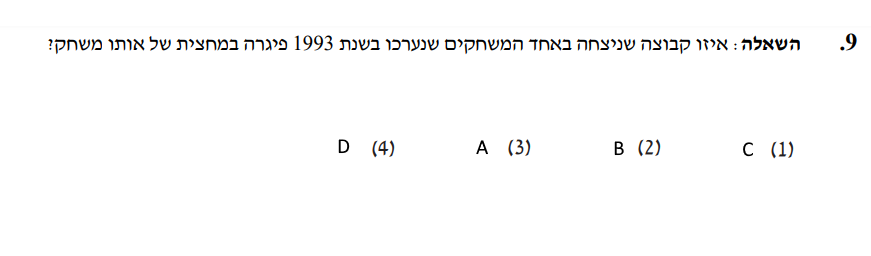 9. השאלה: איזו קבוצה שניצחה באחד המשחקים שנערכו בשנת 1993 פיגרה במחצית של אותו משחק?
(1) C (2) B (3) A (4) D